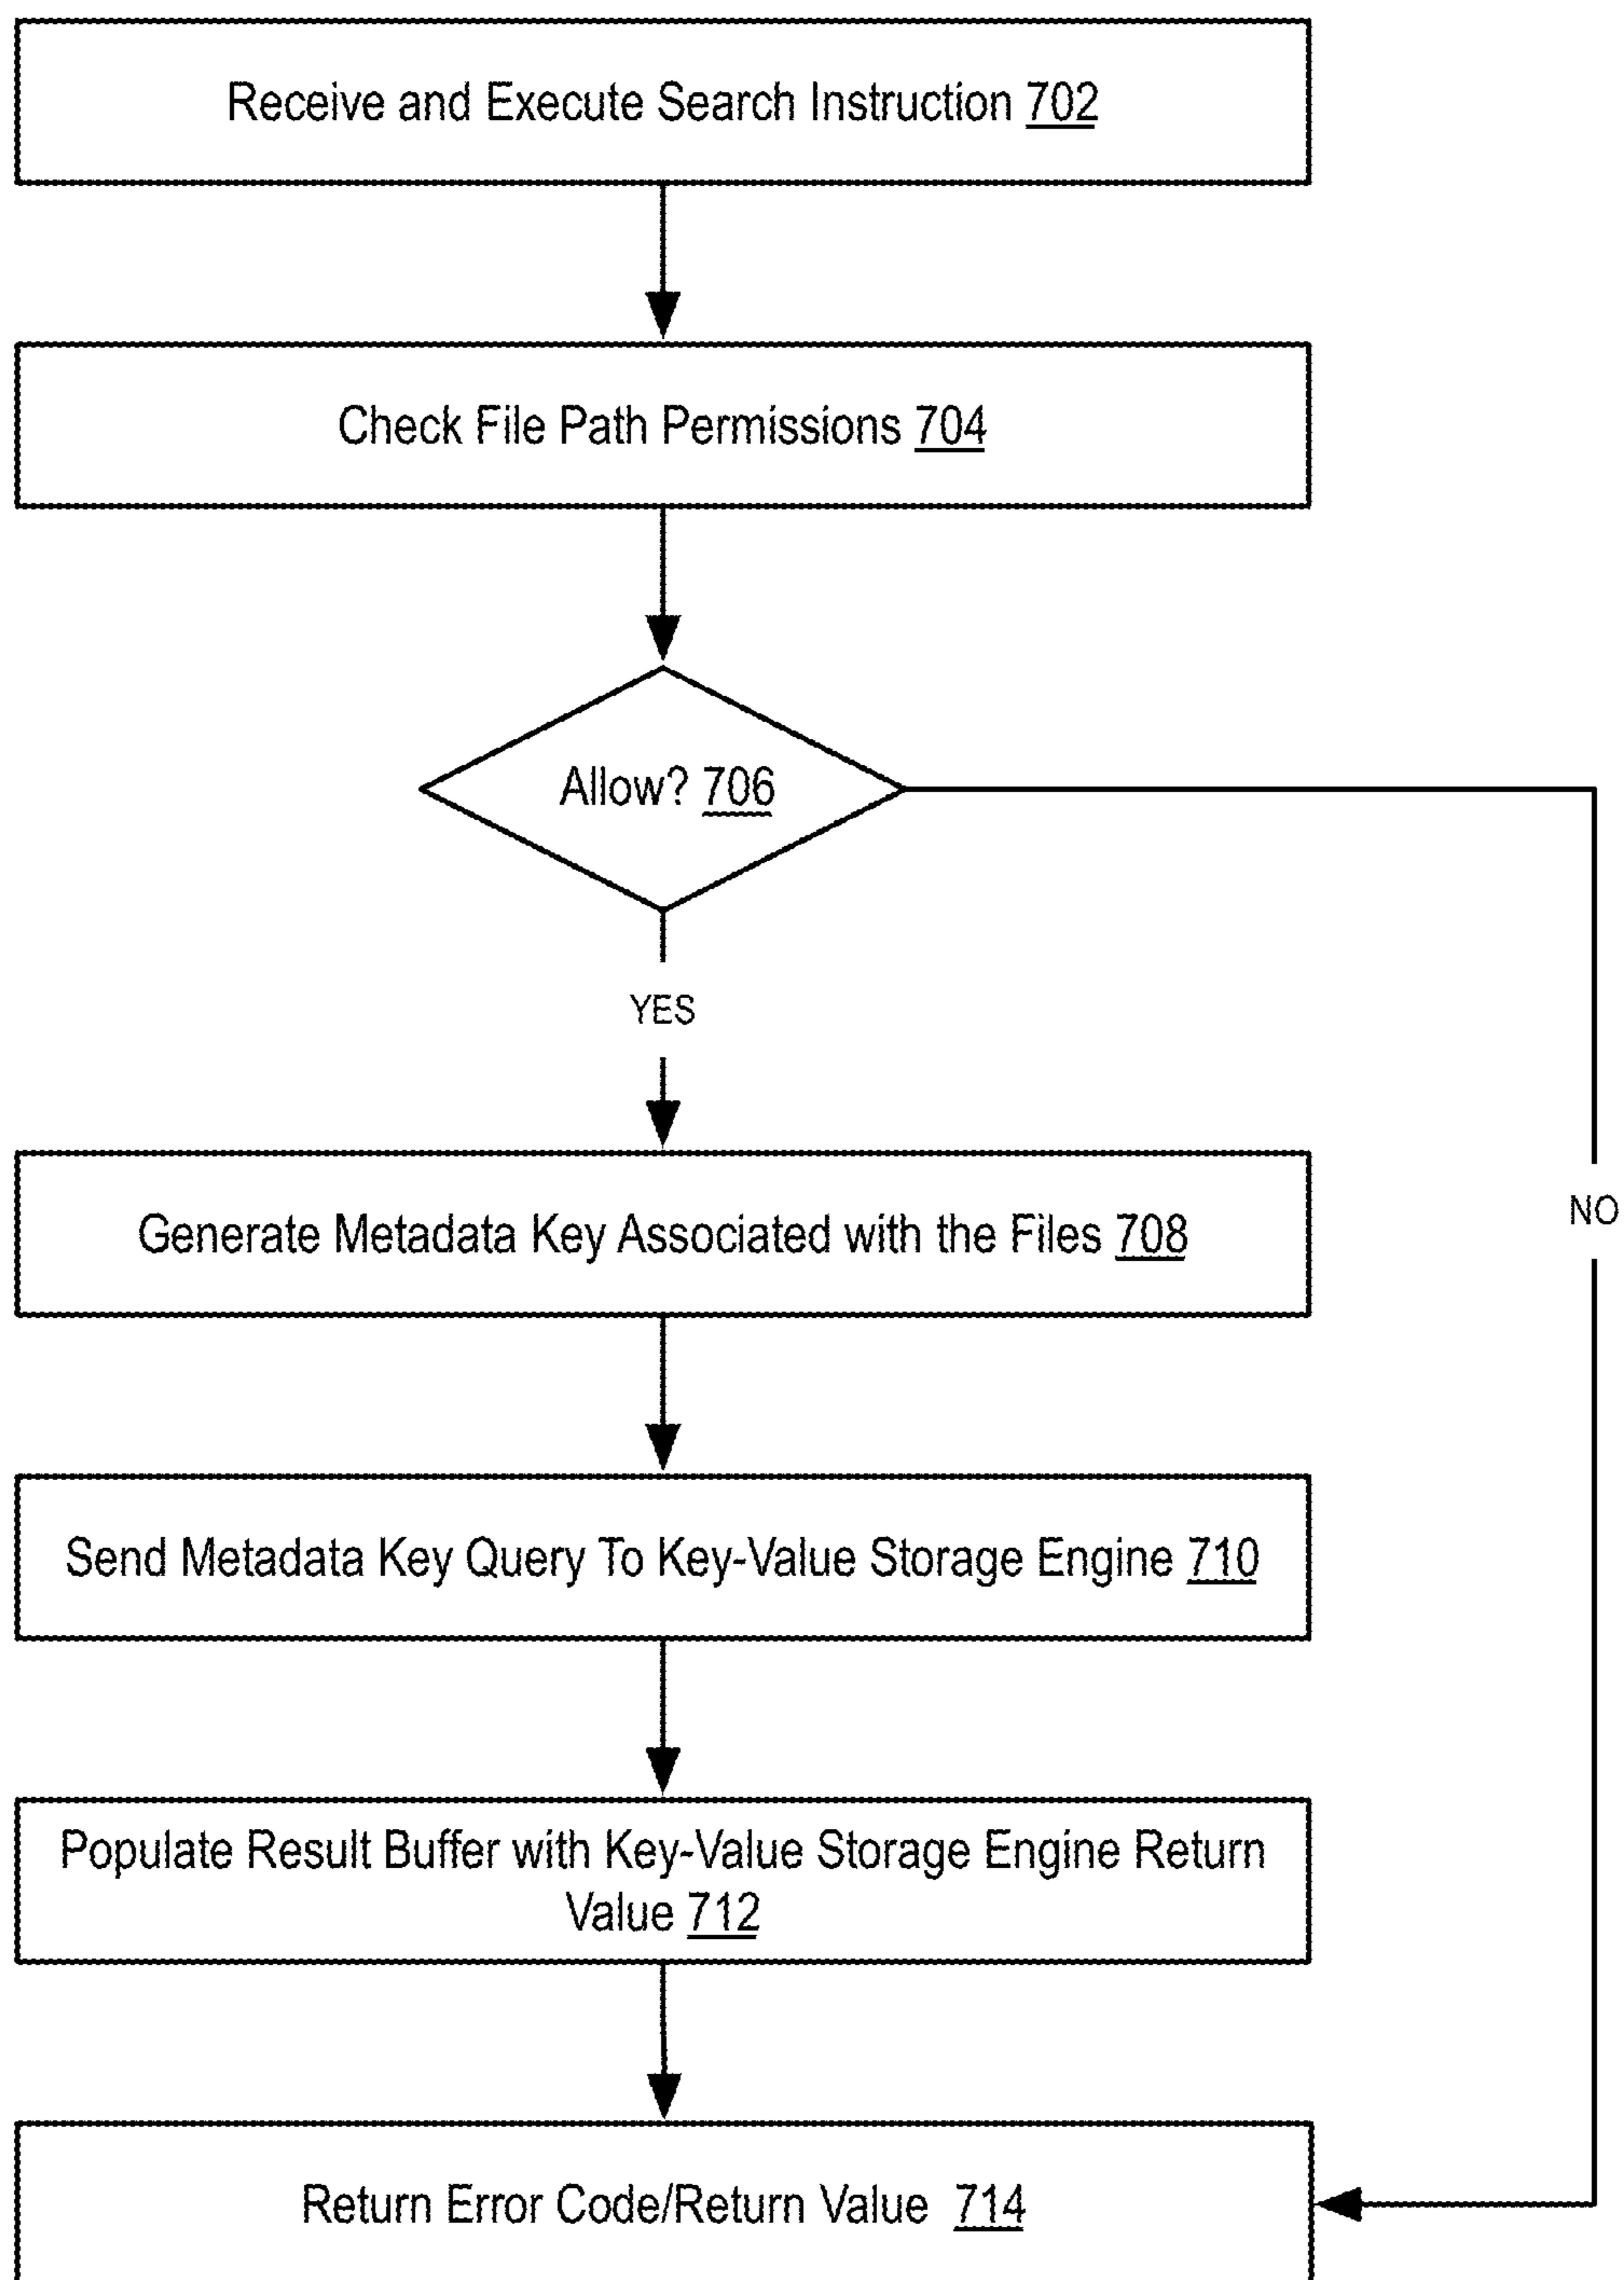 Receive and Execute Search Instruction 702
Check File Path Permissions 704
Allow? 706
YES
Generate Metadata Key Associated with the Files 708
NO
Send Metadata Key Query To Key-Value Storage Engine 710
Populate Result Buffer with Key-Value Storage Engine Return
Value 712
Return Error Code/Return Value 714